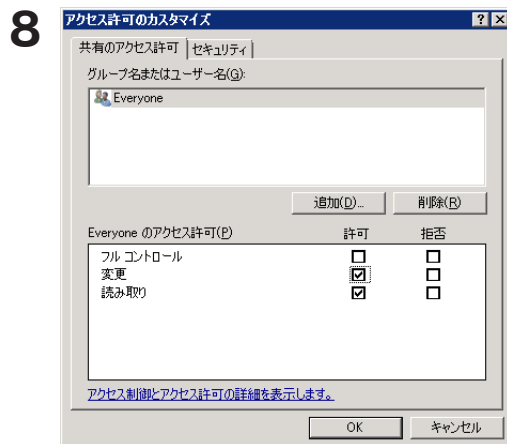 8
アクセス許可のカスタマイズ
共有のアクセス許可 セキュリティ
グループ名またはユーザー名(G):
Everyone
追加(D)... 削除(R)
Everyone のアクセス許可(P) 許可 拒否
フル コントロール
変更
読み取り
アクセス制御とアクセス許可の詳細を表示します。
OK キャンセル